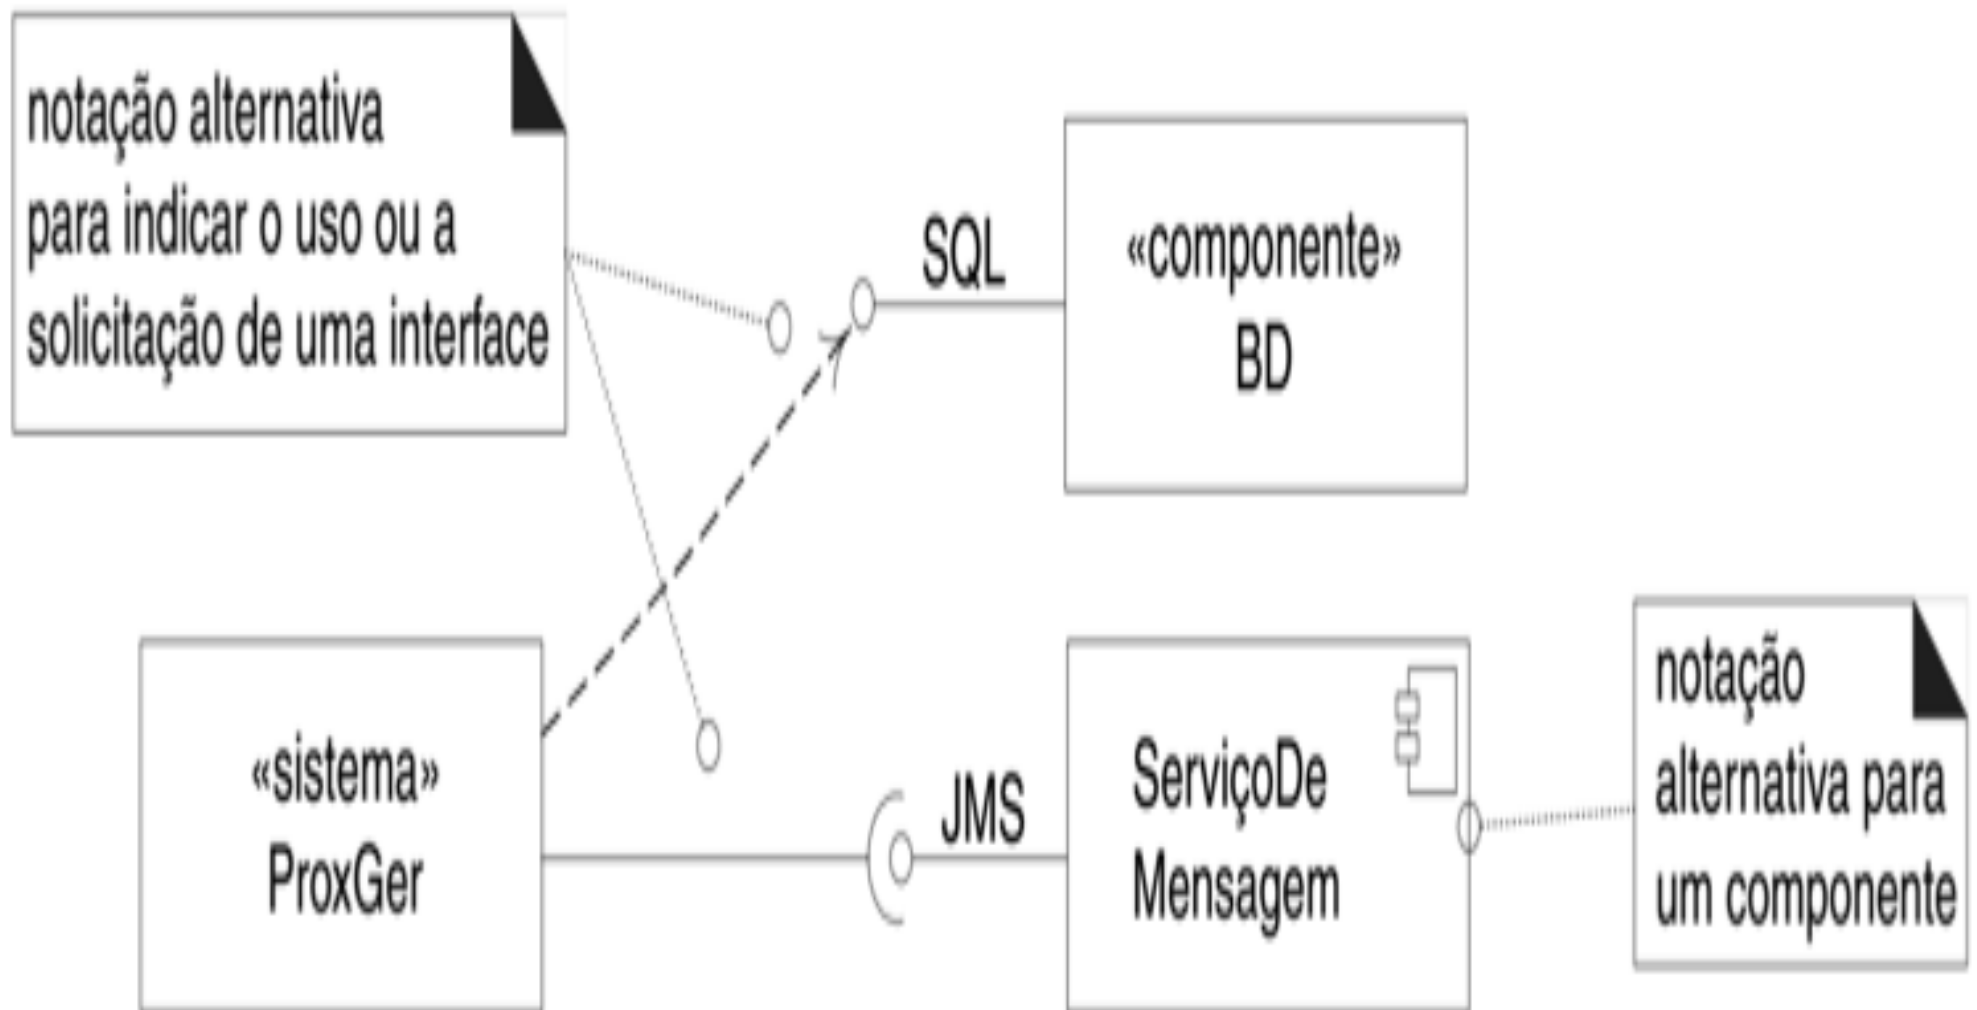 notação alternativa
para indicar o uso ou a
solicitação de uma interface
SQL
«componente»
BD
«sistema»
ProxGer
JMS
ServiçoDe
Mensagem
notação
alternativa para
um componente